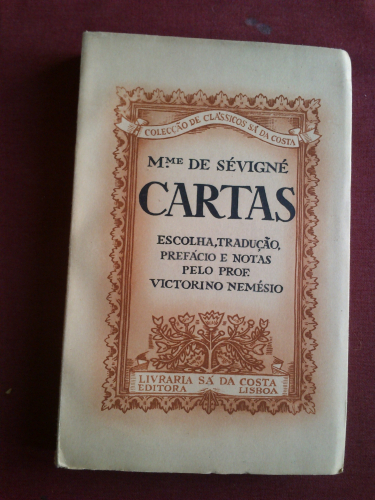 COLECÇÃO DE CLÁSSICOS SÁ DA COSTA
M.ME DE SÉVIGNÉ
CARTAS
ESCOLHA, TRADUÇÃO,
PREFÁCIO E NOTAS
PELO PROF.
VICTORINO NEMÉSIO
LIVRARIA SÁ DA COSTA
EDITORA LISBOA